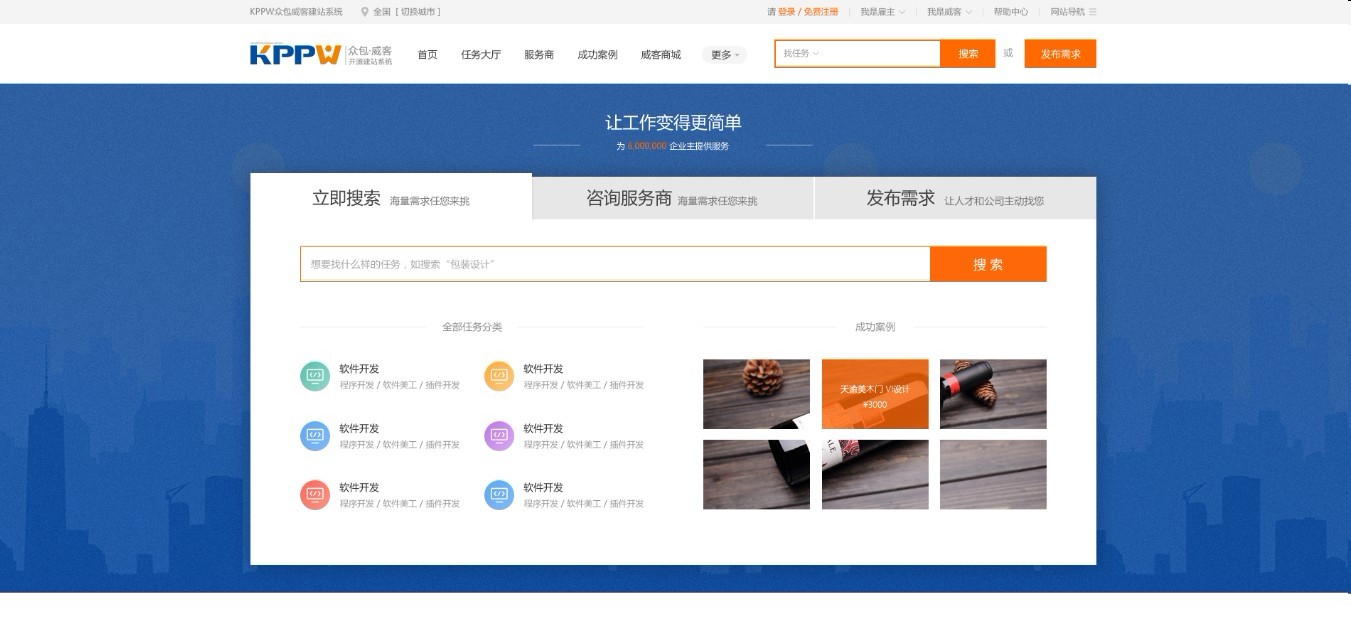 KPPW众包威客建站系统 全国 [ 切换城市 ] 请 登录 / 免费注册 我是雇主 我是威客 帮助中心 网站导航
KPPW 众包·威客 开源建站系统 首页 任务大厅 服务商 成功案例 威客商城 更多 找任务 搜索 或 发布需求
让工作变得更简单
为 6,000,000 企业主提供服务
立即搜索 海量需求任您来挑 咨询服务商 海量需求任您来挑 发布需求 让人才和公司主动找您
想要找什么样的任务，如搜索“包装设计” 搜 索
全部任务分类 成功案例
软件开发 软件开发
程序开发 / 软件美工 / 插件开发 程序开发 / 软件美工 / 插件开发
天渝美木门 VI设计
¥3000
软件开发 软件开发
程序开发 / 软件美工 / 插件开发 程序开发 / 软件美工 / 插件开发
软件开发 软件开发
程序开发 / 软件美工 / 插件开发 程序开发 / 软件美工 / 插件开发